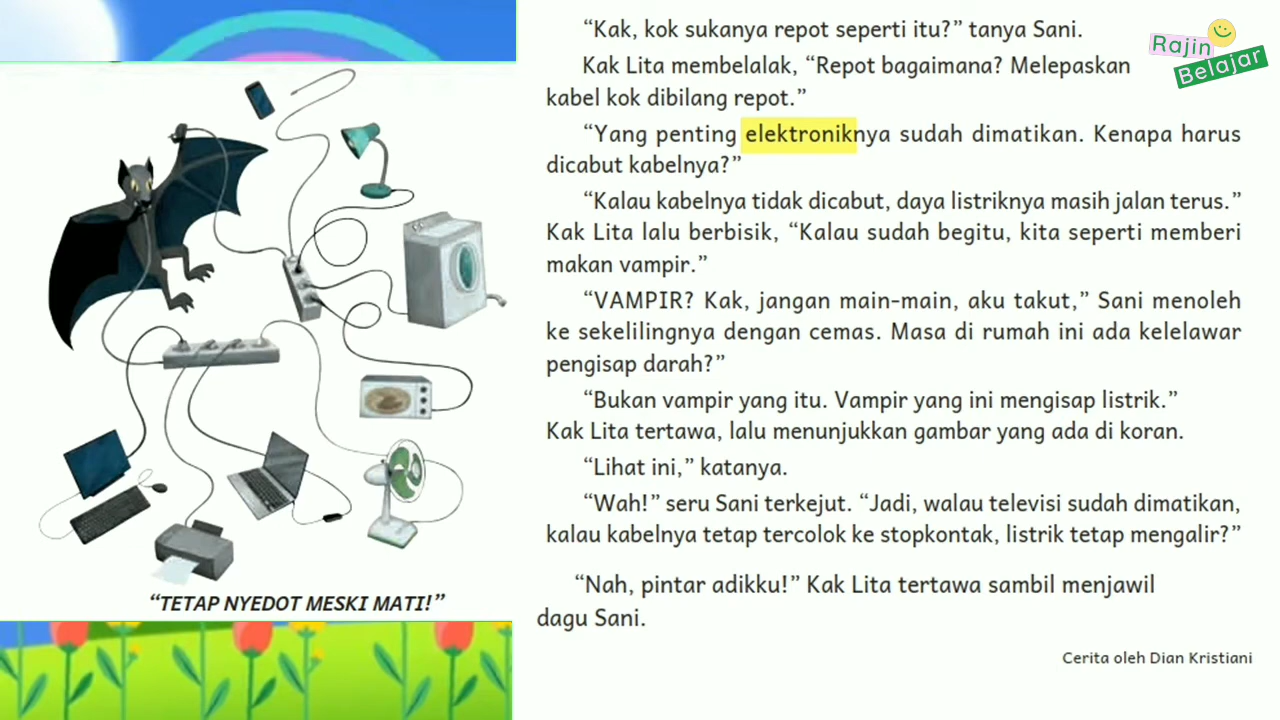 “Kak, kok sukanya repot seperti itu?” tanya Sani.
Kak Lita membelalak, “Repot bagaimana? Melepaskan
kabel kok dibilang repot.”
“Yang penting elektroniknya sudah dimatikan. Kenapa harus
dicabut kabelnya?”
“Kalau kabelnya tidak dicabut, daya listriknya masih jalan terus.”
Kak Lita lalu berbisik, “Kalau sudah begitu, kita seperti memberi
makan vampir.”
“VAMPIR? Kak, jangan main-main, aku takut,” Sani menoleh
ke sekelilingnya dengan cemas. Masa di rumah ini ada kelelawar
pengisap darah?”
“Bukan vampir yang itu. Vampir yang ini mengisap listrik.”
Kak Lita tertawa, lalu menunjukkan gambar yang ada di koran.
“Lihat ini,” katanya.
“Wah!” seru Sani terkejut. “Jadi, walau televisi sudah dimatikan,
kalau kabelnya tetap tercolok ke stopkontak, listrik tetap mengalir?”
“Nah, pintar adikku!” Kak Lita tertawa sambil menjawil
dagu Sani.
Cerita oleh Dian Kristiani
“TETAP NYEDOT MESKI MATI!”
Rajin
Belajar